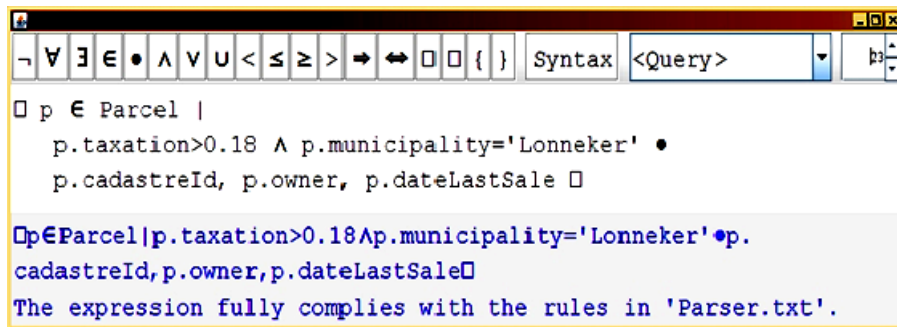 ¬ ∀ ∃ ∈ ● ∧ ∨ ∪ < ≤ ≥ > ⇒ ⇔ □ □ { } Syntax <Query>
□ p ∈ Parcel |
p.taxation>0.18 ∧ p.municipality='Lonneker' ●
p.cadastreId, p.owner, p.dateLastSale □
□p∈Parcel|p.taxation>0.18∧p.municipality='Lonneker'●p.
cadastreId,p.owner,p.dateLastSale□
The expression fully complies with the rules in 'Parser.txt'.